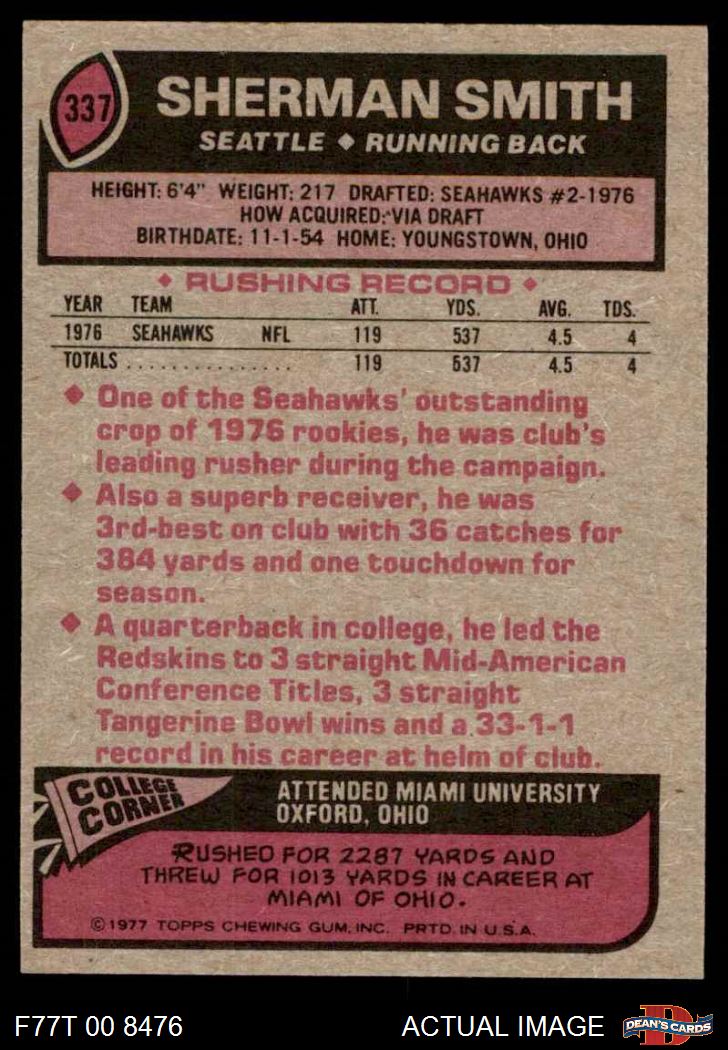 337
SHERMAN SMITH
SEATTLE ♦ RUNNING BACK
HEIGHT: 6'4" WEIGHT: 217 DRAFTED: SEAHAWKS #2-1976
HOW ACQUIRED: VIA DRAFT
BIRTHDATE: 11-1-54 HOME: YOUNGSTOWN, OHIO
♦ RUSHING RECORD ♦
YEAR TEAM ATT. YDS. AVG. TDS.
1976 SEAHAWKS NFL 119 537 4.5 4
TOTALS ................ 119 537 4.5 4
♦ One of the Seahawks' outstanding
crop of 1976 rookies, he was club's
leading rusher during the campaign.
♦ Also a superb receiver, he was
3rd-best on club with 36 catches for
384 yards and one touchdown for
season.
♦ A quarterback in college, he led the
Redskins to 3 straight Mid-American
Conference Titles, 3 straight
Tangerine Bowl wins and a 33-1-1
record in his career at helm of club.
COLLEGE
CORNER
ATTENDED MIAMI UNIVERSITY
OXFORD, OHIO
RUSHED FOR 2287 YARDS AND
THREW FOR 1013 YARDS IN CAREER AT
MIAMI OF OHIO.
©1977 TOPPS CHEWING GUM, INC. PRTD. IN U.S.A.
F77T 00 8476 ACTUAL IMAGE
D
DEAN'S CARDS